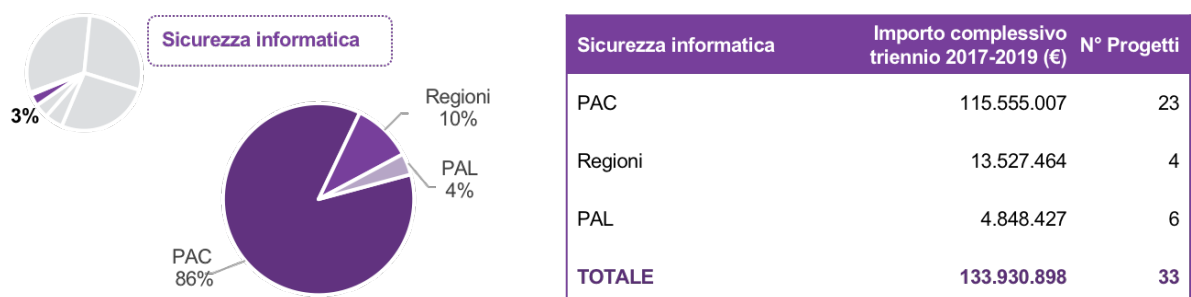 Sicurezza informatica
3%
Regioni
10%
PAL
4%
PAC
86%
Sicurezza informatica Importo complessivo triennio 2017-2019 (€) N° Progetti
PAC 115.555.007 23
Regioni 13.527.464 4
PAL 4.848.427 6
TOTALE 133.930.898 33